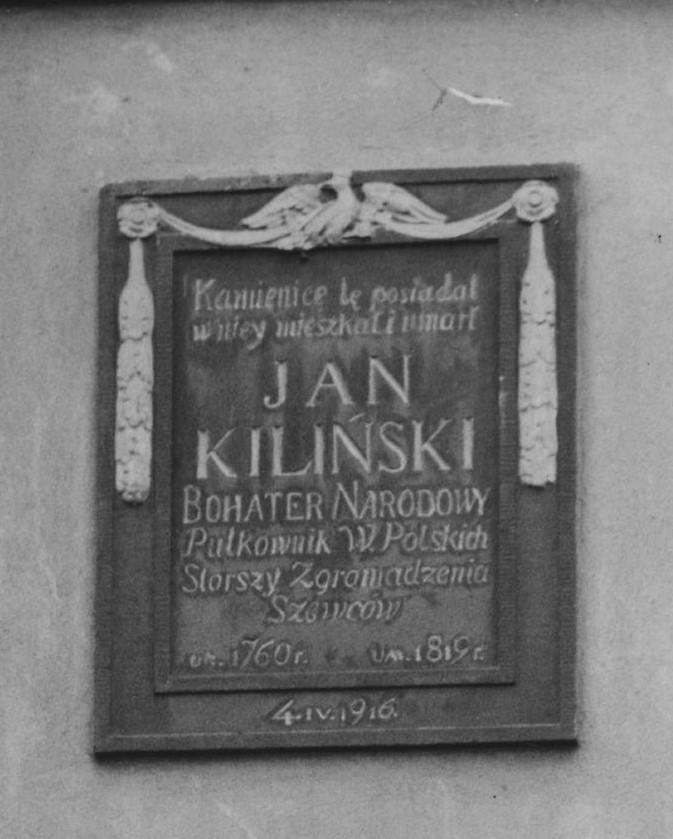 Kamienicę tę posiadał
w niey mieszkał i umarł
JAN
KILIŃSKI
BOHATER NARODOWY
Pułkownik W. Polskich
Starszy Zgromadzenia
Szewców
ur. 1760 r. um. 1819 r.
4.IV.1916.